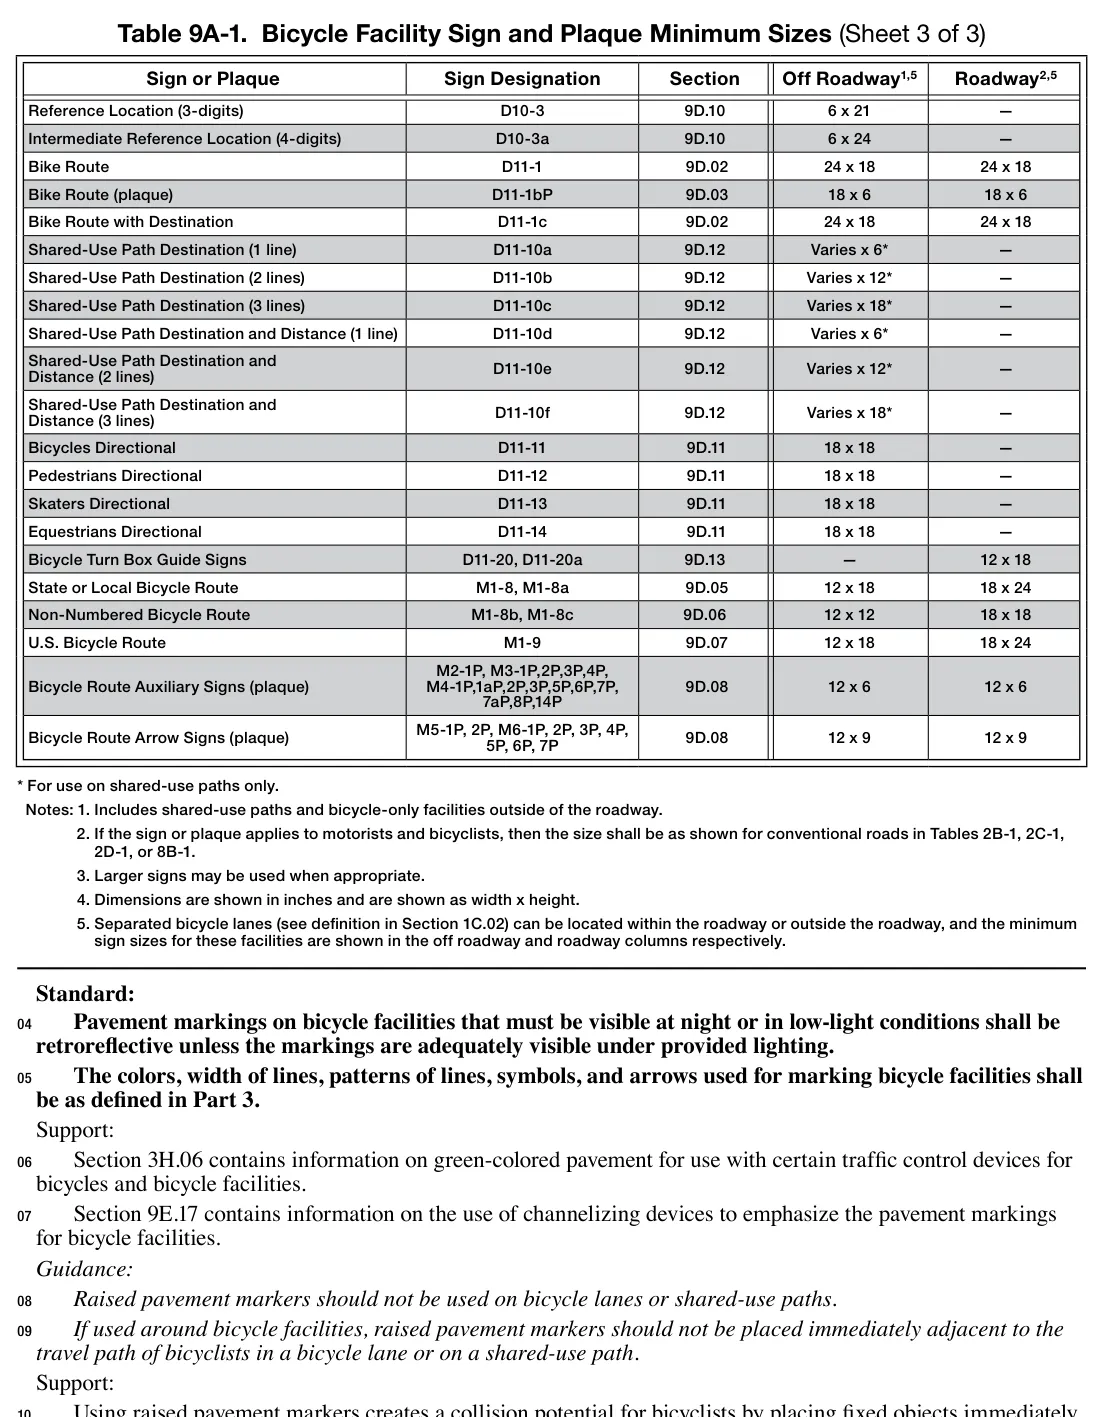 Table 9A-1. Bicycle Facility Sign and Plaque Minimum Sizes (Sheet 3 of 3)
Sign or Plaque Sign Designation Section Off Roadway1,5 Roadway2,5
Reference Location (3-digits) D10-3 9D.10 6 x 21 —
Intermediate Reference Location (4-digits) D10-3a 9D.10 6 x 24 —
Bike Route D11-1 9D.02 24 x 18 24 x 18
Bike Route (plaque) D11-1bP 9D.03 18 x 6 18 x 6
Bike Route with Destination D11-1c 9D.02 24 x 18 24 x 18
Shared-Use Path Destination (1 line) D11-10a 9D.12 Varies x 6* —
Shared-Use Path Destination (2 lines) D11-10b 9D.12 Varies x 12* —
Shared-Use Path Destination (3 lines) D11-10c 9D.12 Varies x 18* —
Shared-Use Path Destination and Distance (1 line) D11-10d 9D.12 Varies x 6* —
Shared-Use Path Destination and
Distance (2 lines) D11-10e 9D.12 Varies x 12* —
Shared-Use Path Destination and
Distance (3 lines) D11-10f 9D.12 Varies x 18* —
Bicycles Directional D11-11 9D.11 18 x 18 —
Pedestrians Directional D11-12 9D.11 18 x 18 —
Skaters Directional D11-13 9D.11 18 x 18 —
Equestrians Directional D11-14 9D.11 18 x 18 —
Bicycle Turn Box Guide Signs D11-20, D11-20a 9D.13 — 12 x 18
State or Local Bicycle Route M1-8, M1-8a 9D.05 12 x 18 18 x 24
Non-Numbered Bicycle Route M1-8b, M1-8c 9D.06 12 x 12 18 x 18
U.S. Bicycle Route M1-9 9D.07 12 x 18 18 x 24
Bicycle Route Auxiliary Signs (plaque) M2-1P, M3-1P,2P,3P,4P,
M4-1P,1aP,2P,3P,5P,6P,7P,
7aP,8P,14P 9D.08 12 x 6 12 x 6
Bicycle Route Arrow Signs (plaque) M5-1P, 2P, M6-1P, 2P, 3P, 4P,
5P, 6P, 7P 9D.08 12 x 9 12 x 9
* For use on shared-use paths only.
Notes: 1. Includes shared-use paths and bicycle-only facilities outside of the roadway.
2. If the sign or plaque applies to motorists and bicyclists, then the size shall be as shown for conventional roads in Tables 2B-1, 2C-1,
2D-1, or 8B-1.
3. Larger signs may be used when appropriate.
4. Dimensions are shown in inches and are shown as width x height.
5. Separated bicycle lanes (see definition in Section 1C.02) can be located within the roadway or outside the roadway, and the minimum
sign sizes for these facilities are shown in the off roadway and roadway columns respectively.
Standard:
04 Pavement markings on bicycle facilities that must be visible at night or in low-light conditions shall be
retroreflective unless the markings are adequately visible under provided lighting.
05 The colors, width of lines, patterns of lines, symbols, and arrows used for marking bicycle facilities shall
be as defined in Part 3.
Support:
06 Section 3H.06 contains information on green-colored pavement for use with certain traffic control devices for
bicycles and bicycle facilities.
07 Section 9E.17 contains information on the use of channelizing devices to emphasize the pavement markings
for bicycle facilities.
Guidance:
08 Raised pavement markers should not be used on bicycle lanes or shared-use paths.
09 If used around bicycle facilities, raised pavement markers should not be placed immediately adjacent to the
travel path of bicyclists in a bicycle lane or on a shared-use path.
Support:
10 Using raised pavement markers creates a collision potential for bicyclists by placing fixed objects immediately